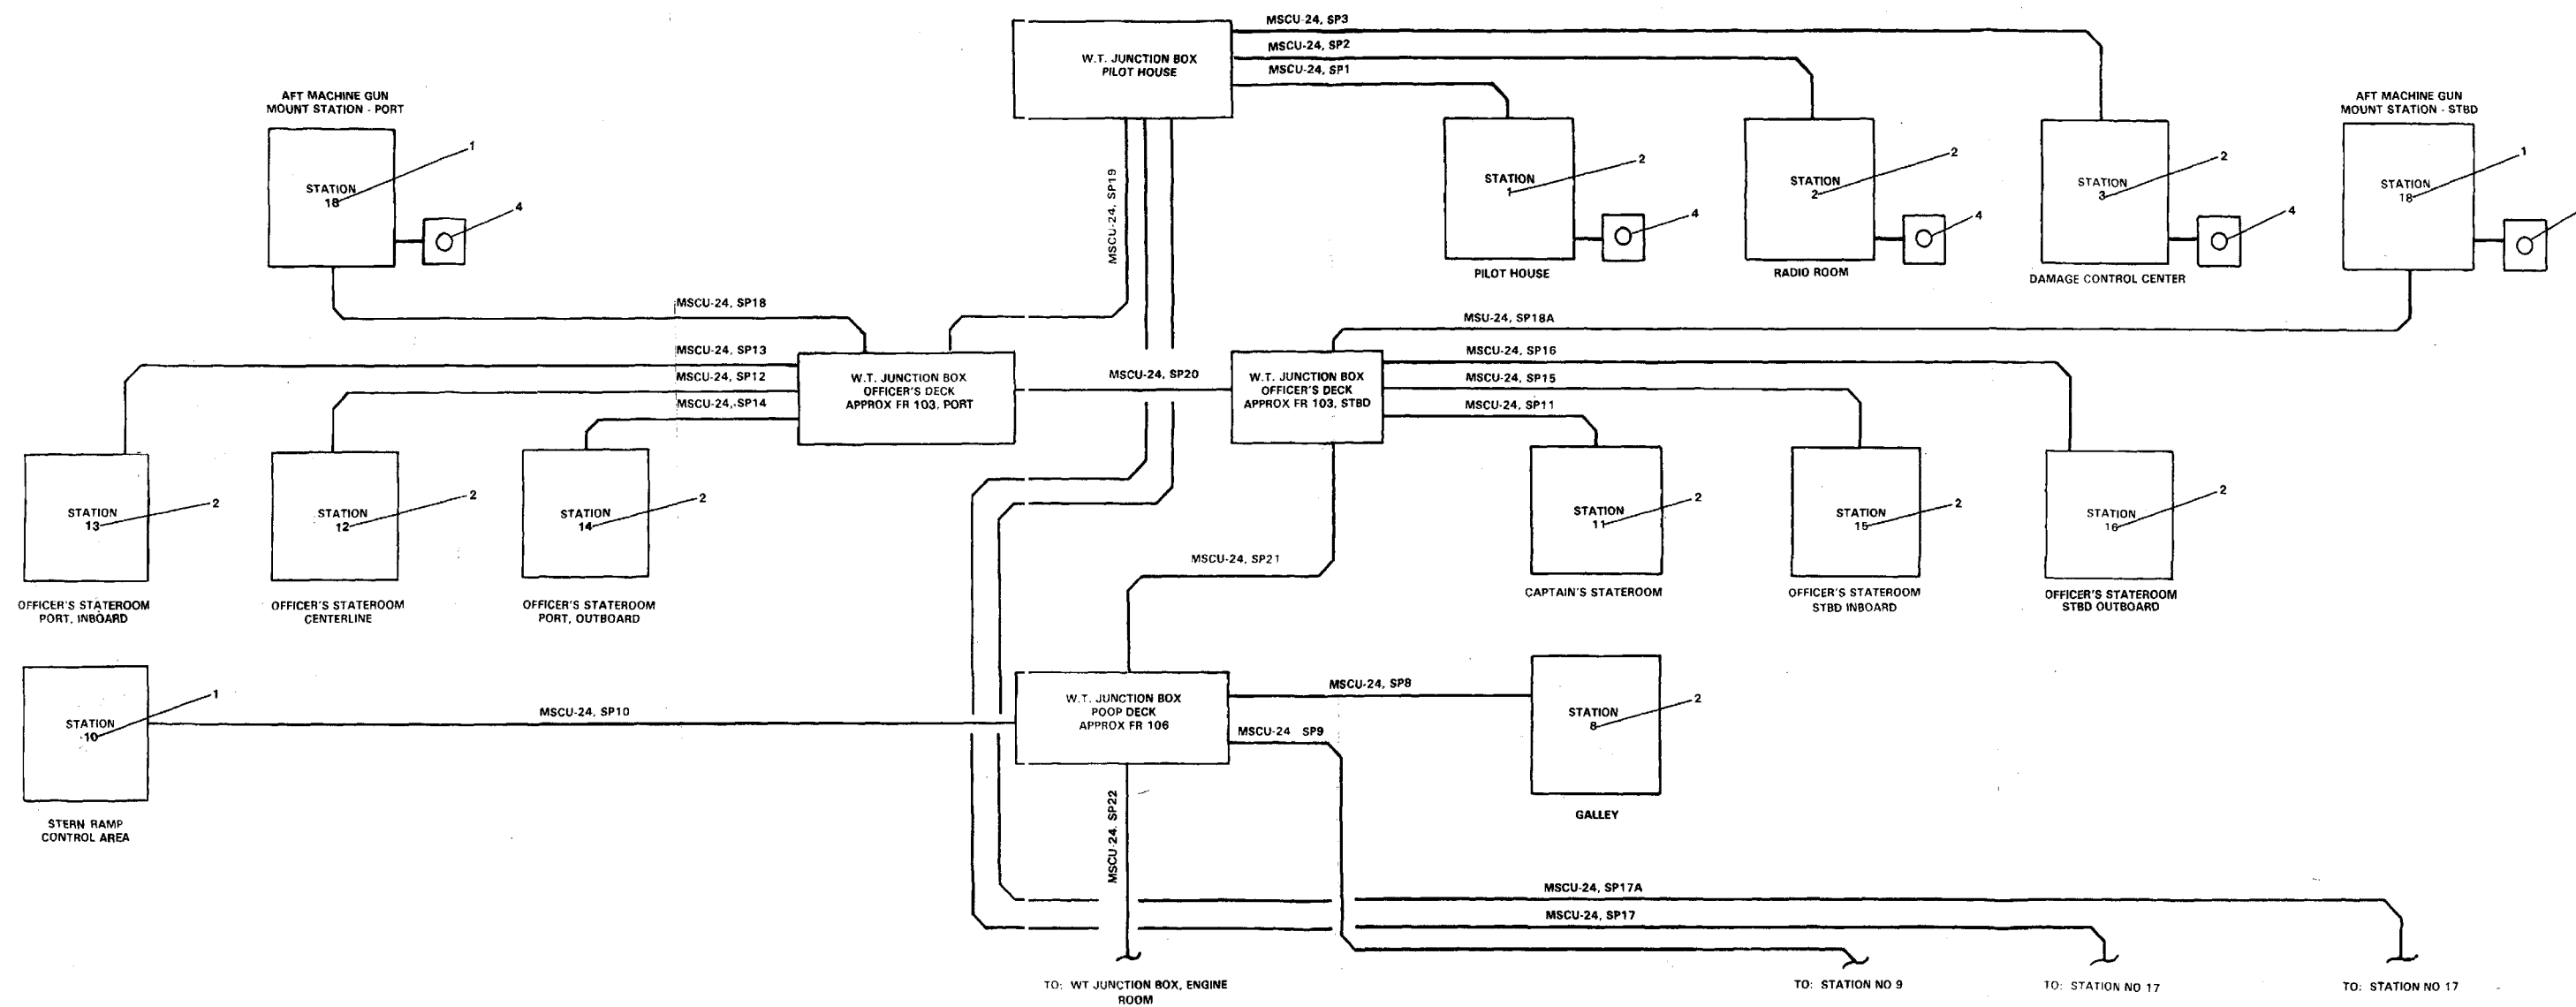 MSCU-24, SP3
MSCU-24, SP2
MSCU-24, SP1
W.T. JUNCTION BOX
PILOT HOUSE
AFT MACHINE GUN
MOUNT STATION - PORT
STATION
18
1
4
MSCU-24, SP19
STATION
1
2
4
PILOT HOUSE
STATION
2
2
4
RADIO ROOM
STATION
3
2
4
DAMAGE CONTROL CENTER
AFT MACHINE GUN
MOUNT STATION - STBD
STATION
18
1
MSCU-24, SP18
MSU-24, SP18A
MSCU-24, SP13
MSCU-24, SP12
MSCU-24, SP14
W.T. JUNCTION BOX
OFFICER'S DECK
APPROX FR 103, PORT
MSCU-24, SP20
W.T. JUNCTION BOX
OFFICER'S DECK
APPROX FR 103, STBD
MSCU-24, SP16
MSCU-24, SP15
MSCU-24, SP11
STATION
13
2
OFFICER'S STATEROOM
PORT, INBOARD
STATION
12
2
OFFICER'S STATEROOM
CENTERLINE
STATION
14
2
OFFICER'S STATEROOM
PORT, OUTBOARD
MSCU-24, SP21
STATION
11
2
CAPTAIN'S STATEROOM
STATION
15
2
OFFICER'S STATEROOM
STBD INBOARD
STATION
16
2
OFFICER'S STATEROOM
STBD OUTBOARD
STATION
10
1
STERN RAMP
CONTROL AREA
MSCU-24, SP10
W.T. JUNCTION BOX
POOP DECK
APPROX FR 106
MSCU-24, SP8
MSCU-24 SP9
STATION
8
2
GALLEY
MSCU-24, SP22
MSCU-24, SP17A
MSCU-24, SP17
TO: WT JUNCTION BOX, ENGINE
ROOM
TO: STATION NO 9
TO: STATION NO 17
TO: STATION NO 17